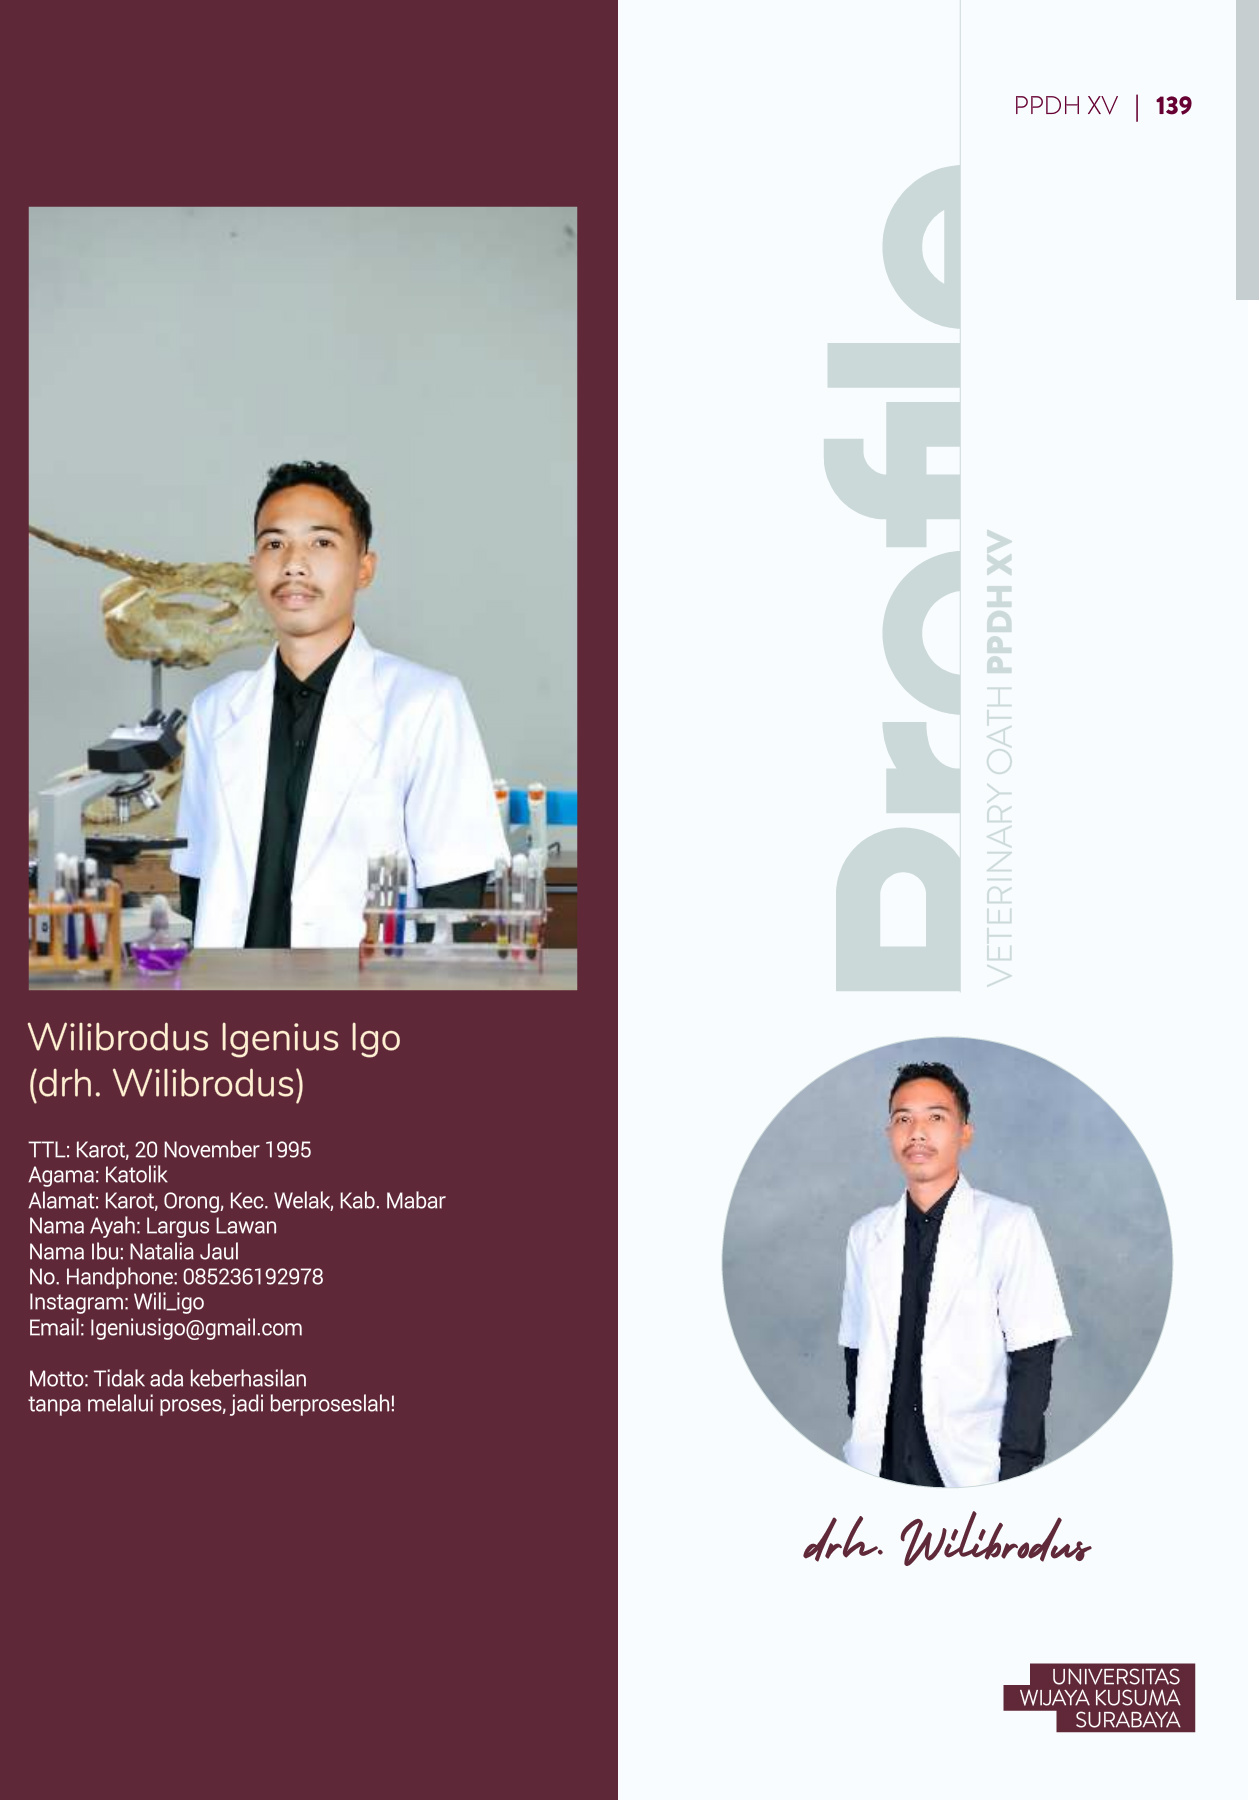 PPDH XV | 139
Profile
VETERINARY OATH PPDH XV
Wilibrodus Igenius Igo
(drh. Wilibrodus)
TTL: Karot, 20 November 1995
Agama: Katolik
Alamat: Karot, Orong, Kec. Welak, Kab. Mabar
Nama Ayah: Largus Lawan
Nama Ibu: Natalia Jaul
No. Handphone: 085236192978
Instagram: Wili_igo
Email: Igeniusigo@gmail.com
Motto: Tidak ada keberhasilan
tanpa melalui proses, jadi berproseslah!
drh. Wilibrodus
UNIVERSITAS
WIJAYA KUSUMA
SURABAYA